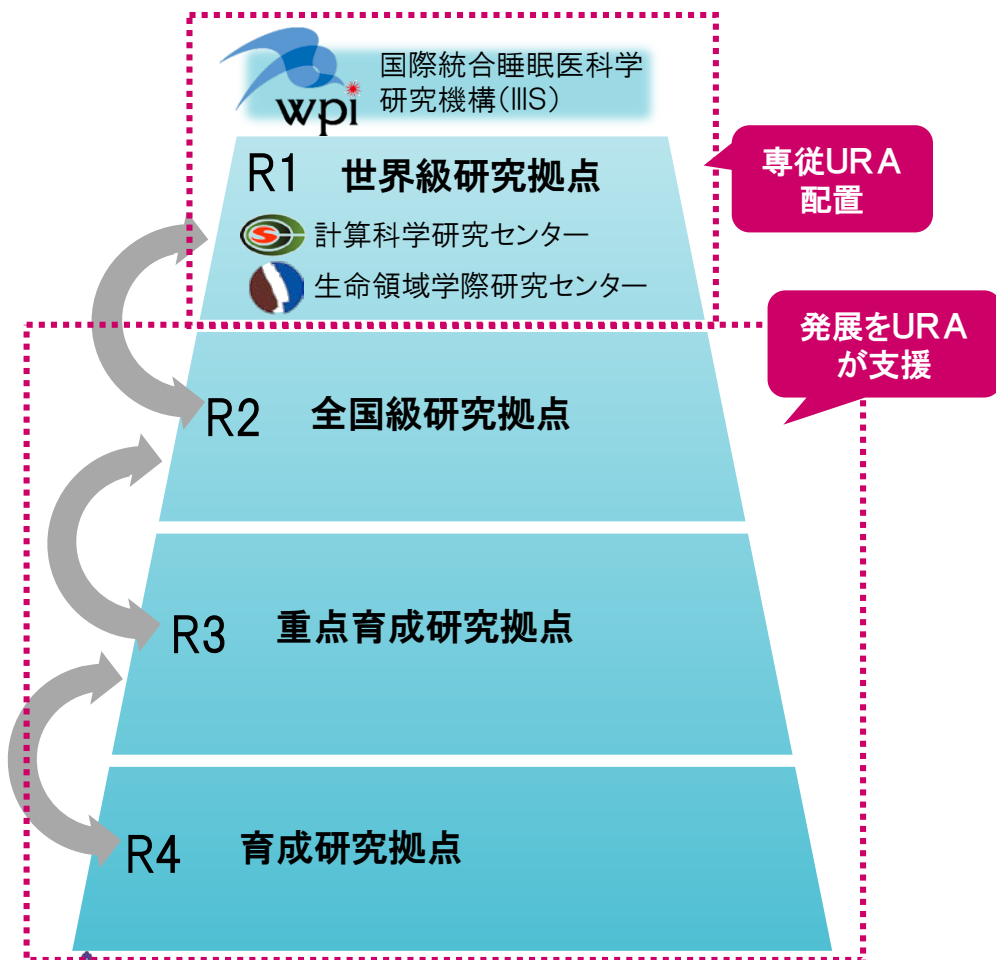 国際統合睡眠医科学
研究機構(IIIS)
wpi
R1 世界級研究拠点
専従URA
配置
計算科学研究センター
生命領域学際研究センター
発展をURA
が支援
R2 全国級研究拠点
R3 重点育成研究拠点
R4 育成研究拠点